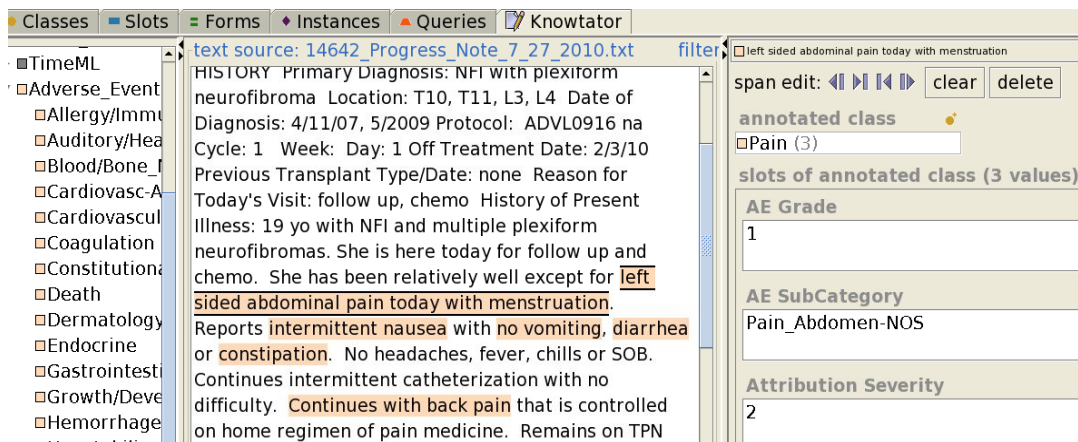 Classes Slots Forms Instances Queries Knowtator
TimeML
Adverse_Event
Allergy/Immu
Auditory/Hea
Blood/Bone_M
Cardiovasc-A
Cardiovascul
Coagulation
Constitutiona
Death
Dermatology
Endocrine
Gastrointesti
Growth/Deve
Hemorrhage
text source: 14642_Progress_Note_7_27_2010.txt filter
HISTORY Primary Diagnosis: NFI with plexiform
neurofibroma Location: T10, T11, L3, L4 Date of
Diagnosis: 4/11/07, 5/2009 Protocol: ADVL0916 na
Cycle: 1 Week: Day: 1 Off Treatment Date: 2/3/10
Previous Transplant Type/Date: none Reason for
Today's Visit: follow up, chemo History of Present
Illness: 19 yo with NFI and multiple plexiform
neurofibromas. She is here today for follow up and
chemo. She has been relatively well except for left
sided abdominal pain today with menstruation.
Reports intermittent nausea with no vomiting, diarrhea
or constipation. No headaches, fever, chills or SOB.
Continues intermittent catheterization with no
difficulty. Continues with back pain that is controlled
on home regimen of pain medicine. Remains on TPN
left sided abdominal pain today with menstruation
span edit: clear delete
annotated class
Pain (3)
slots of annotated class (3 values)
AE Grade
1
AE SubCategory
Pain_Abdomen-NOS
Attribution Severity
2